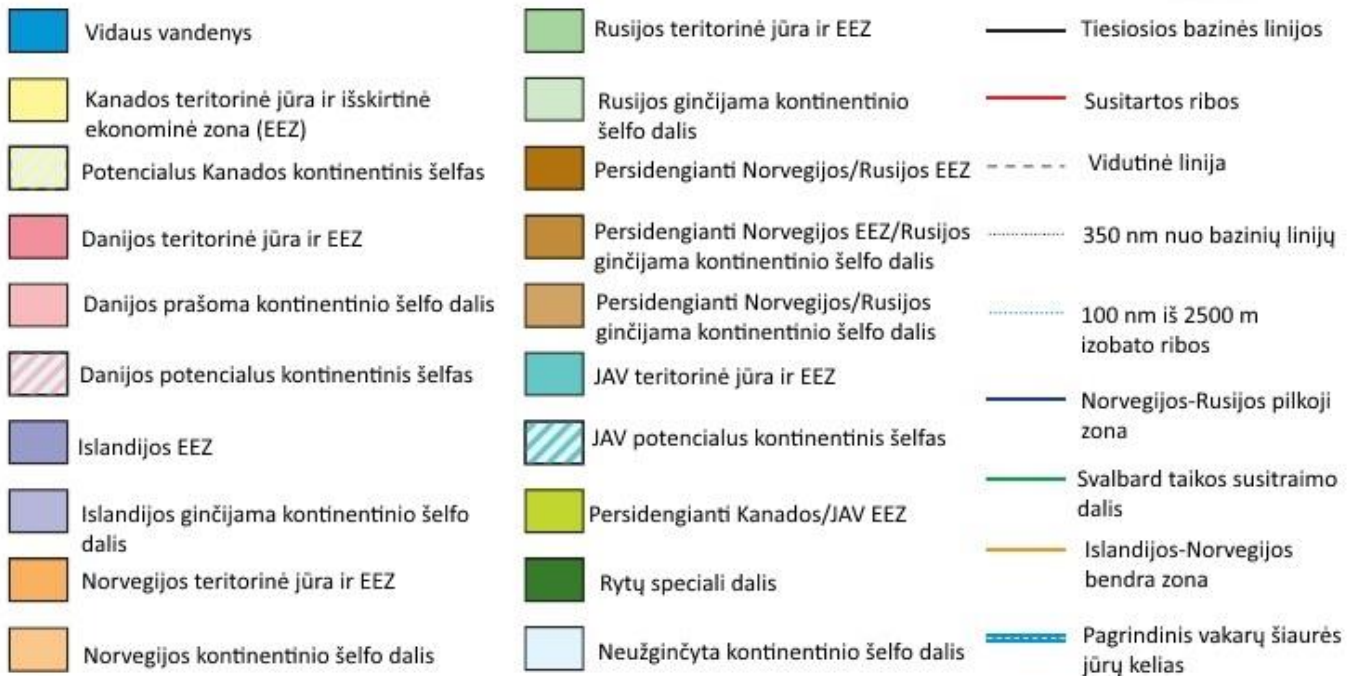 Vidaus vandenys
Kanados teritorinė jūra ir išskirtinė
ekonominė zona (EEZ)
Potencialus Kanados kontinentinis šelfas
Danijos teritorinė jūra ir EEZ
Danijos prašoma kontinentinio šelfo dalis
Danijos potencialus kontinentinis šelfas
Islandijos EEZ
Islandijos ginčijama kontinentinio šelfo
dalis
Norvegijos teritorinė jūra ir EEZ
Norvegijos kontinentinio šelfo dalis
Rusijos teritorinė jūra ir EEZ
Rusijos ginčijama kontinentinio
šelfo dalis
Persidengianti Norvegijos/Rusijos EEZ
Persidengianti Norvegijos EEZ/Rusijos
ginčijama kontinentinio šelfo dalis
Persidengianti Norvegijos/Rusijos
ginčijama kontinentinio šelfo dalis
JAV teritorinė jūra ir EEZ
JAV potencialus kontinentinis šelfas
Persidengianti Kanados/JAV EEZ
Rytų speciali dalis
Neužginčyta kontinentinio šelfo dalis
Tiesiosios bazinės linijos
Susitartos ribos
Vidutinė linija
350 nm nuo bazinių linijų
100 nm iš 2500 m
izobato ribos
Norvegijos-Rusijos pilkoji
zona
Svalbard taikos susitraimo
dalis
Islandijos-Norvegijos
bendra zona
Pagrindinis vakarų šiaurės
jūrų kelias